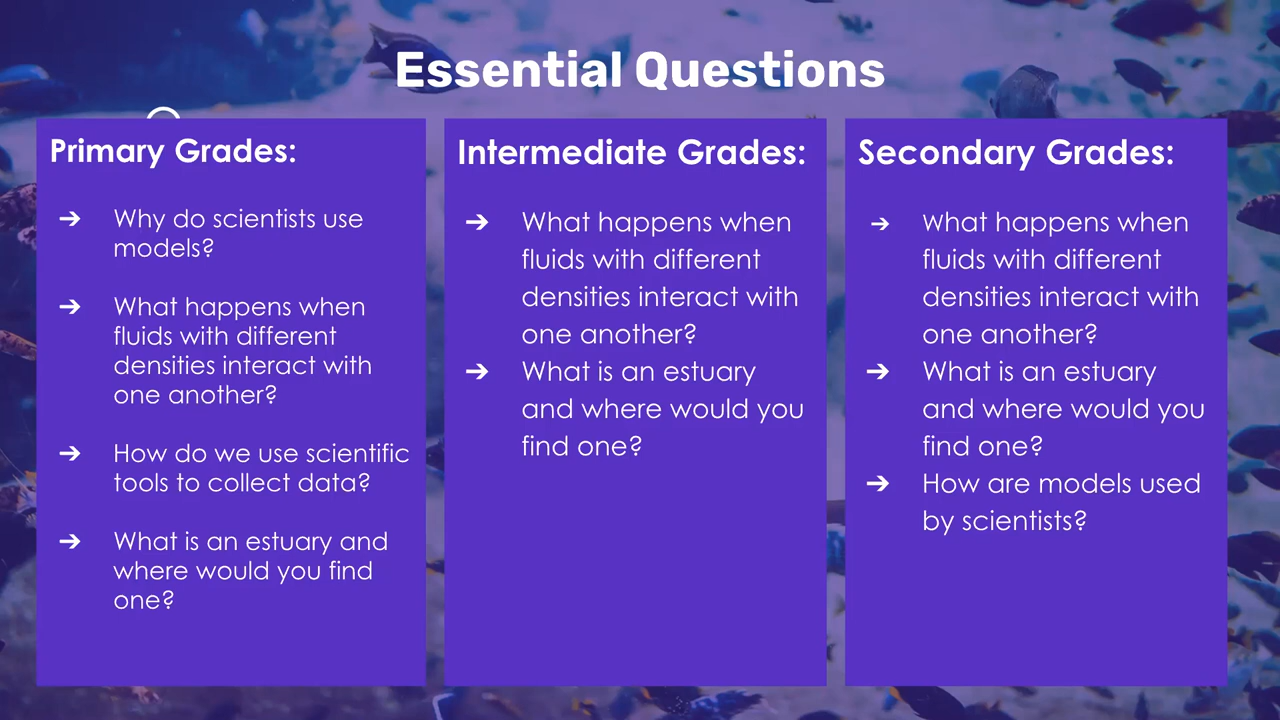 Essential Questions
Primary Grades:
➔ Why do scientists use
models?
➔ What happens when
fluids with different
densities interact with
one another?
➔ How do we use scientific
tools to collect data?
➔ What is an estuary and
where would you find
one?
Intermediate Grades:
➔ What happens when
fluids with different
densities interact with
one another?
➔ What is an estuary
and where would you
find one?
Secondary Grades:
➔ What happens when
fluids with different
densities interact with
one another?
➔ What is an estuary
and where would you
find one?
➔ How are models used
by scientists?